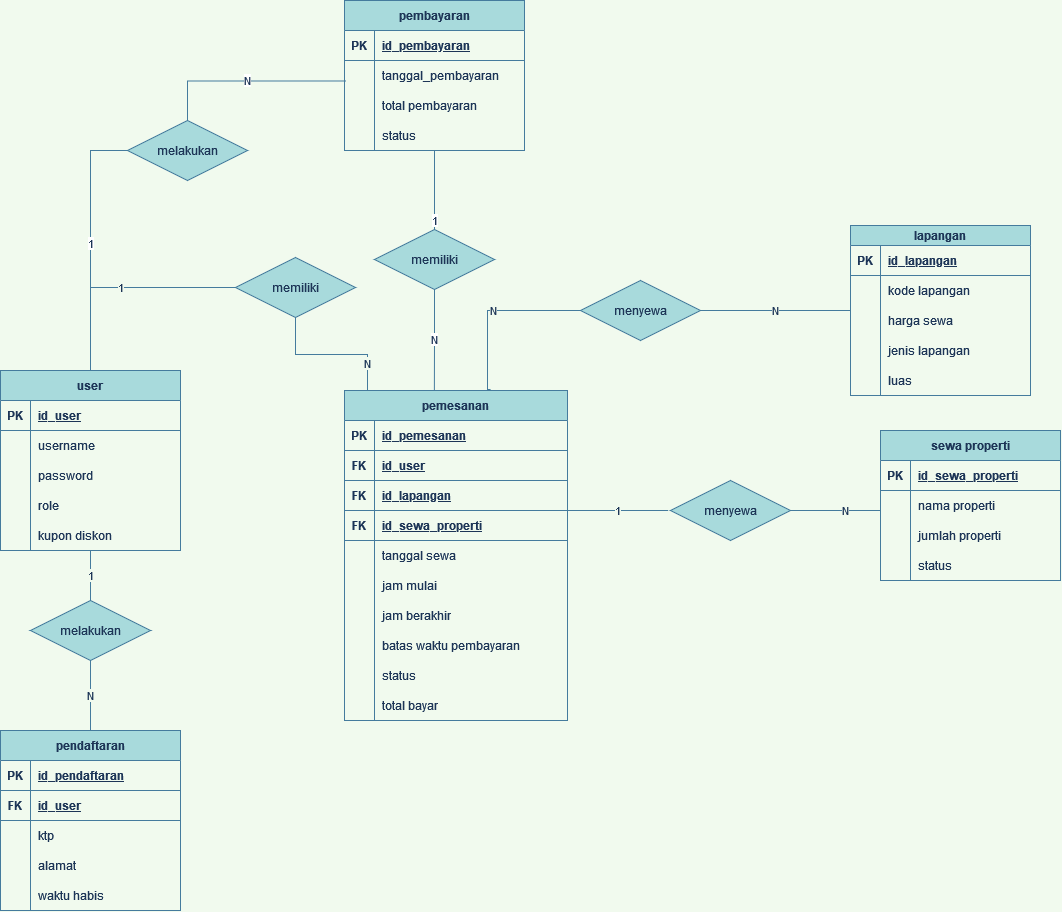 pembayaran
PK id_pembayaran
tanggal_pembayaran
total pembayaran
status
N
melakukan
1
1
memiliki
N
1
memiliki
N
N
menyewa
N
lapangan
PK id_lapangan
kode lapangan
harga sewa
jenis lapangan
luas
user
PK id_user
username
password
role
kupon diskon
pemesanan
PK id_pemesanan
FK id_user
FK id_lapangan
FK id_sewa_properti
tanggal sewa
jam mulai
jam berakhir
batas waktu pembayaran
status
total bayar
1
menyewa
N
sewa properti
PK id_sewa_properti
nama properti
jumlah properti
status
1
melakukan
N
pendaftaran
PK id_pendaftaran
FK id_user
ktp
alamat
waktu habis